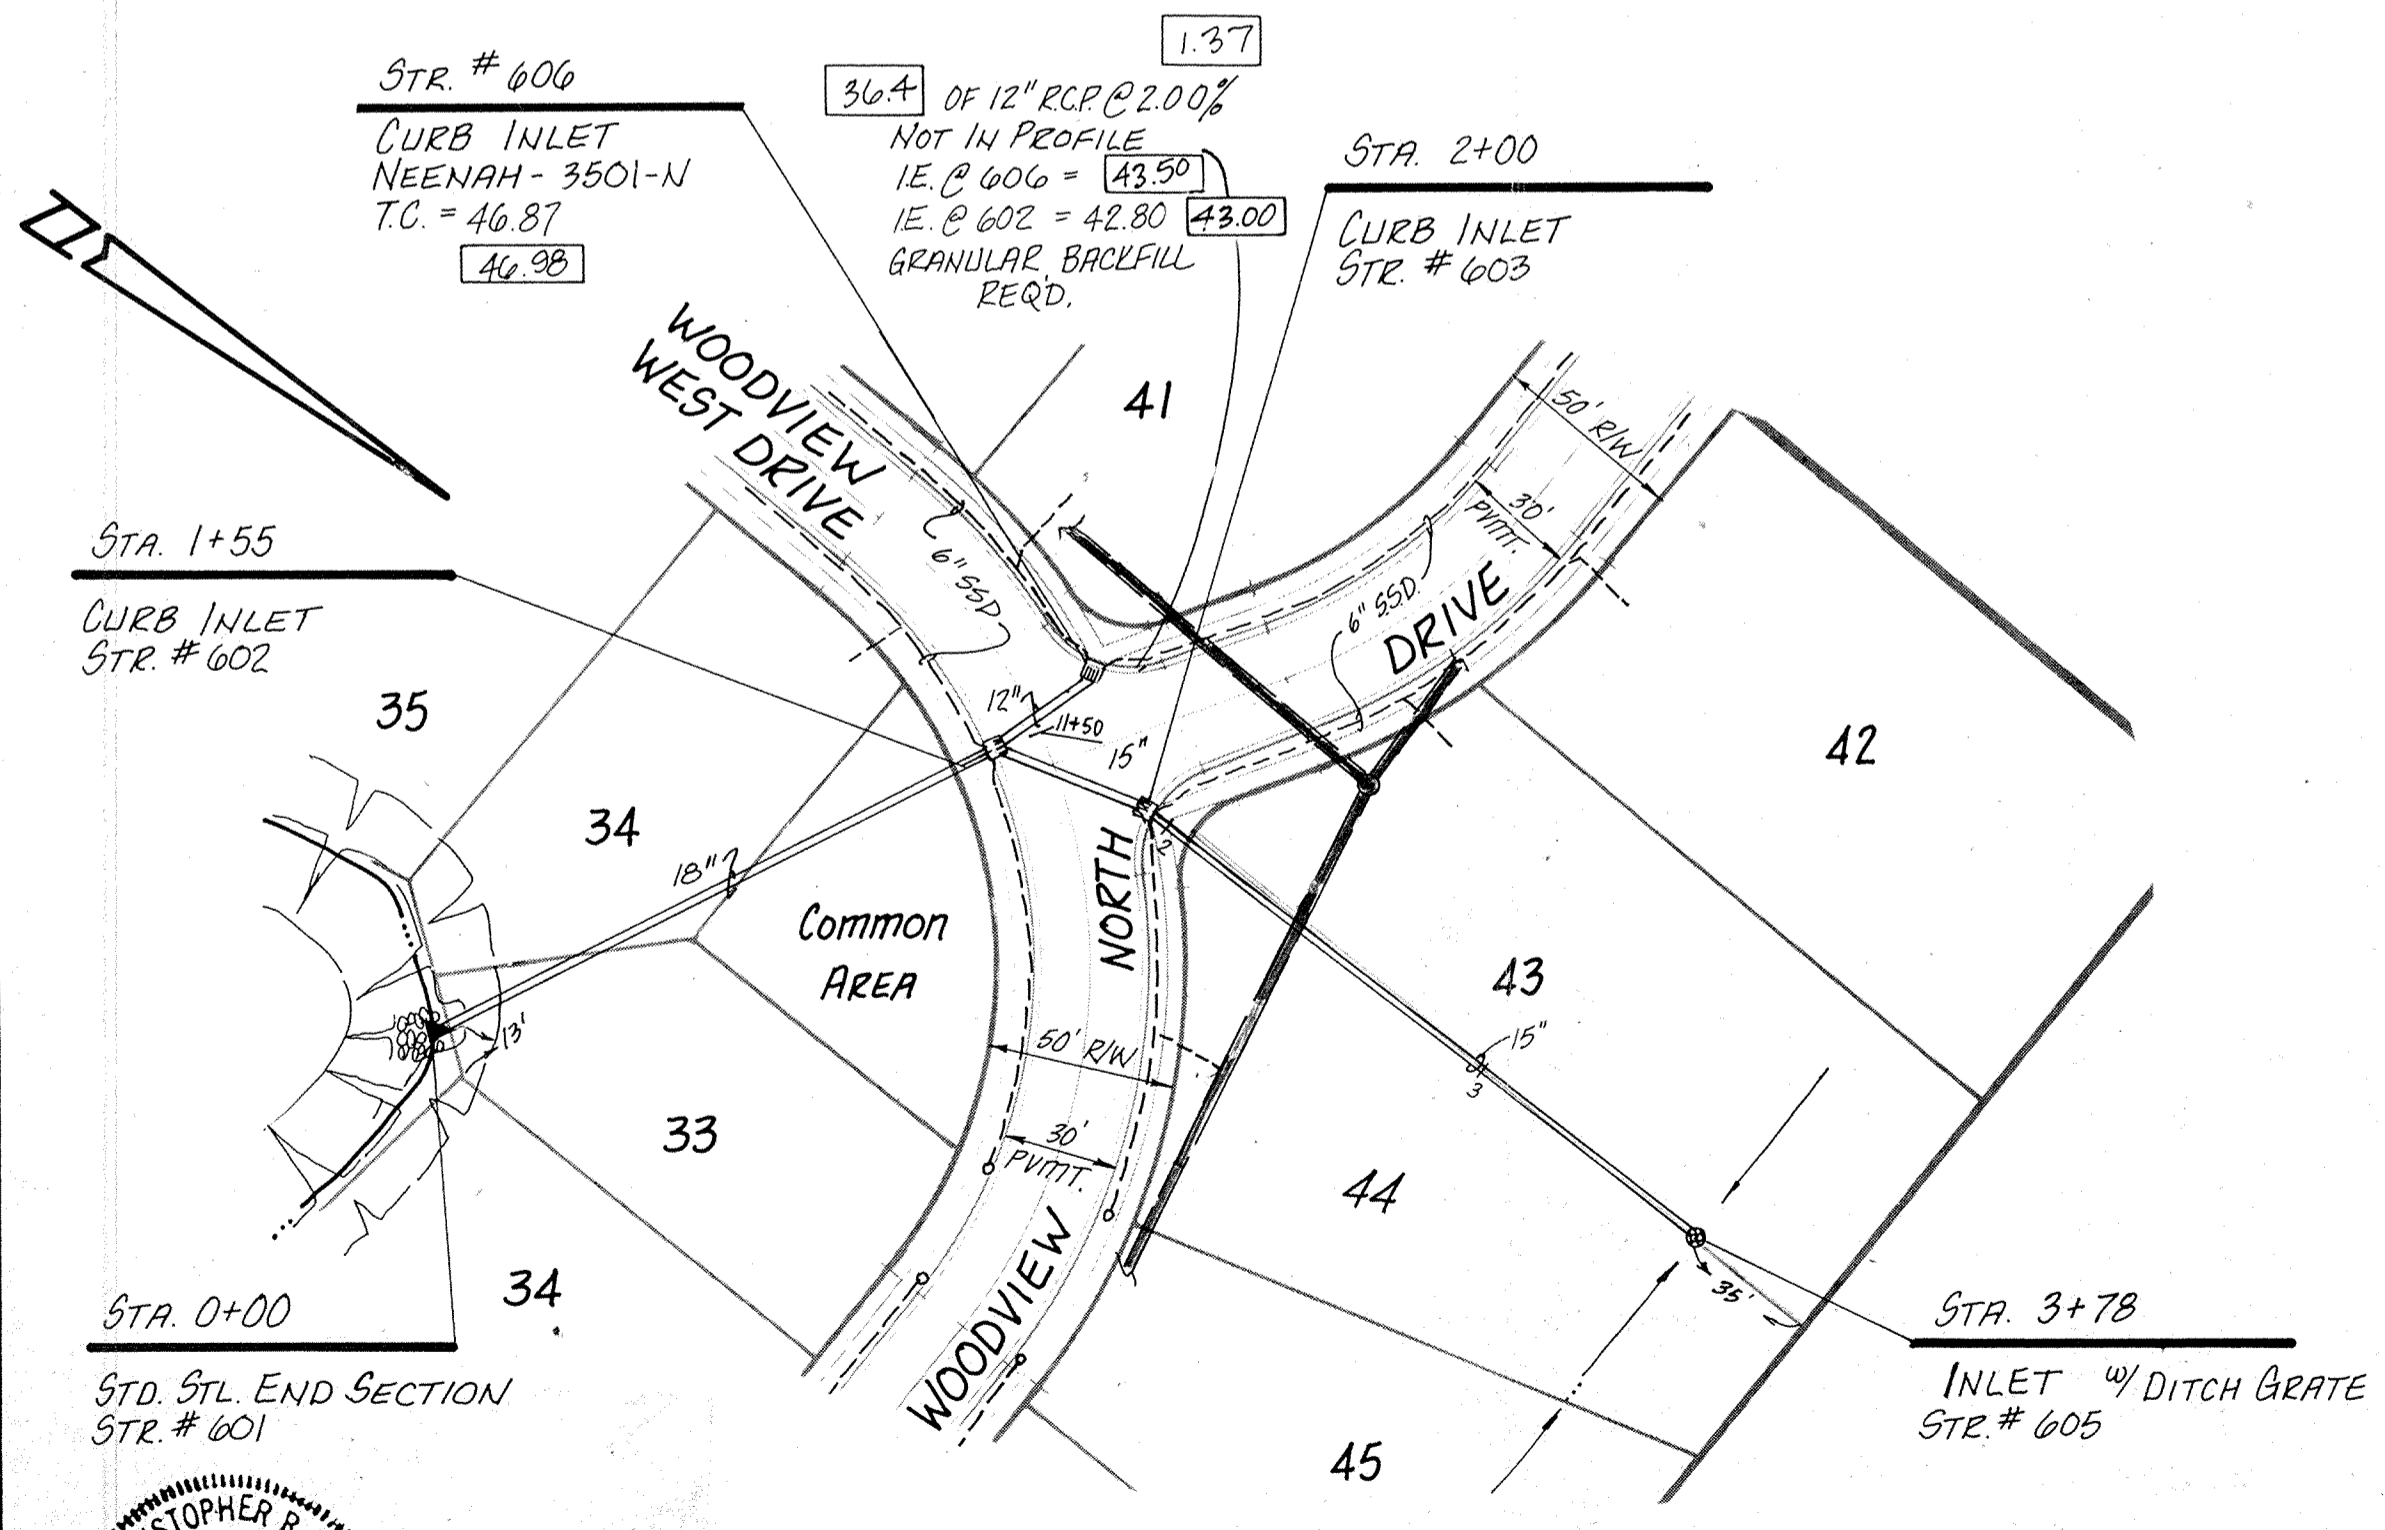 1.37
STR. # 606
36.4 OF 12" R.C.P. @ 2.00%
CURB INLET
NEENAH - 3501-N
T.C. = 46.87
46.98
NOT IN PROFILE
I.E. @ 606 = 43.50
I.E. @ 602 = 42.80 43.00
GRANULAR BACKFILL
REQ'D.
STA. 2+00
CURB INLET
STR. # 603
WOODVIEW
WEST DRIVE
41
50' R/W
30'
PVMT.
6" SSD
6" S.S.D.
DRIVE
STA. 1+55
CURB INLET
STR. # 602
35
12"
11+50
15"
42
34
18"
2
NORTH
Common
AREA
43
13'
50' R/W
15"
3
33
30'
PVMT.
44
WOODVIEW
35'
34
STA. 0+00
STD. STL. END SECTION
STR. # 601
STA. 3+78
INLET W/ DITCH GRATE
STR. # 605
45
STOPHER R.